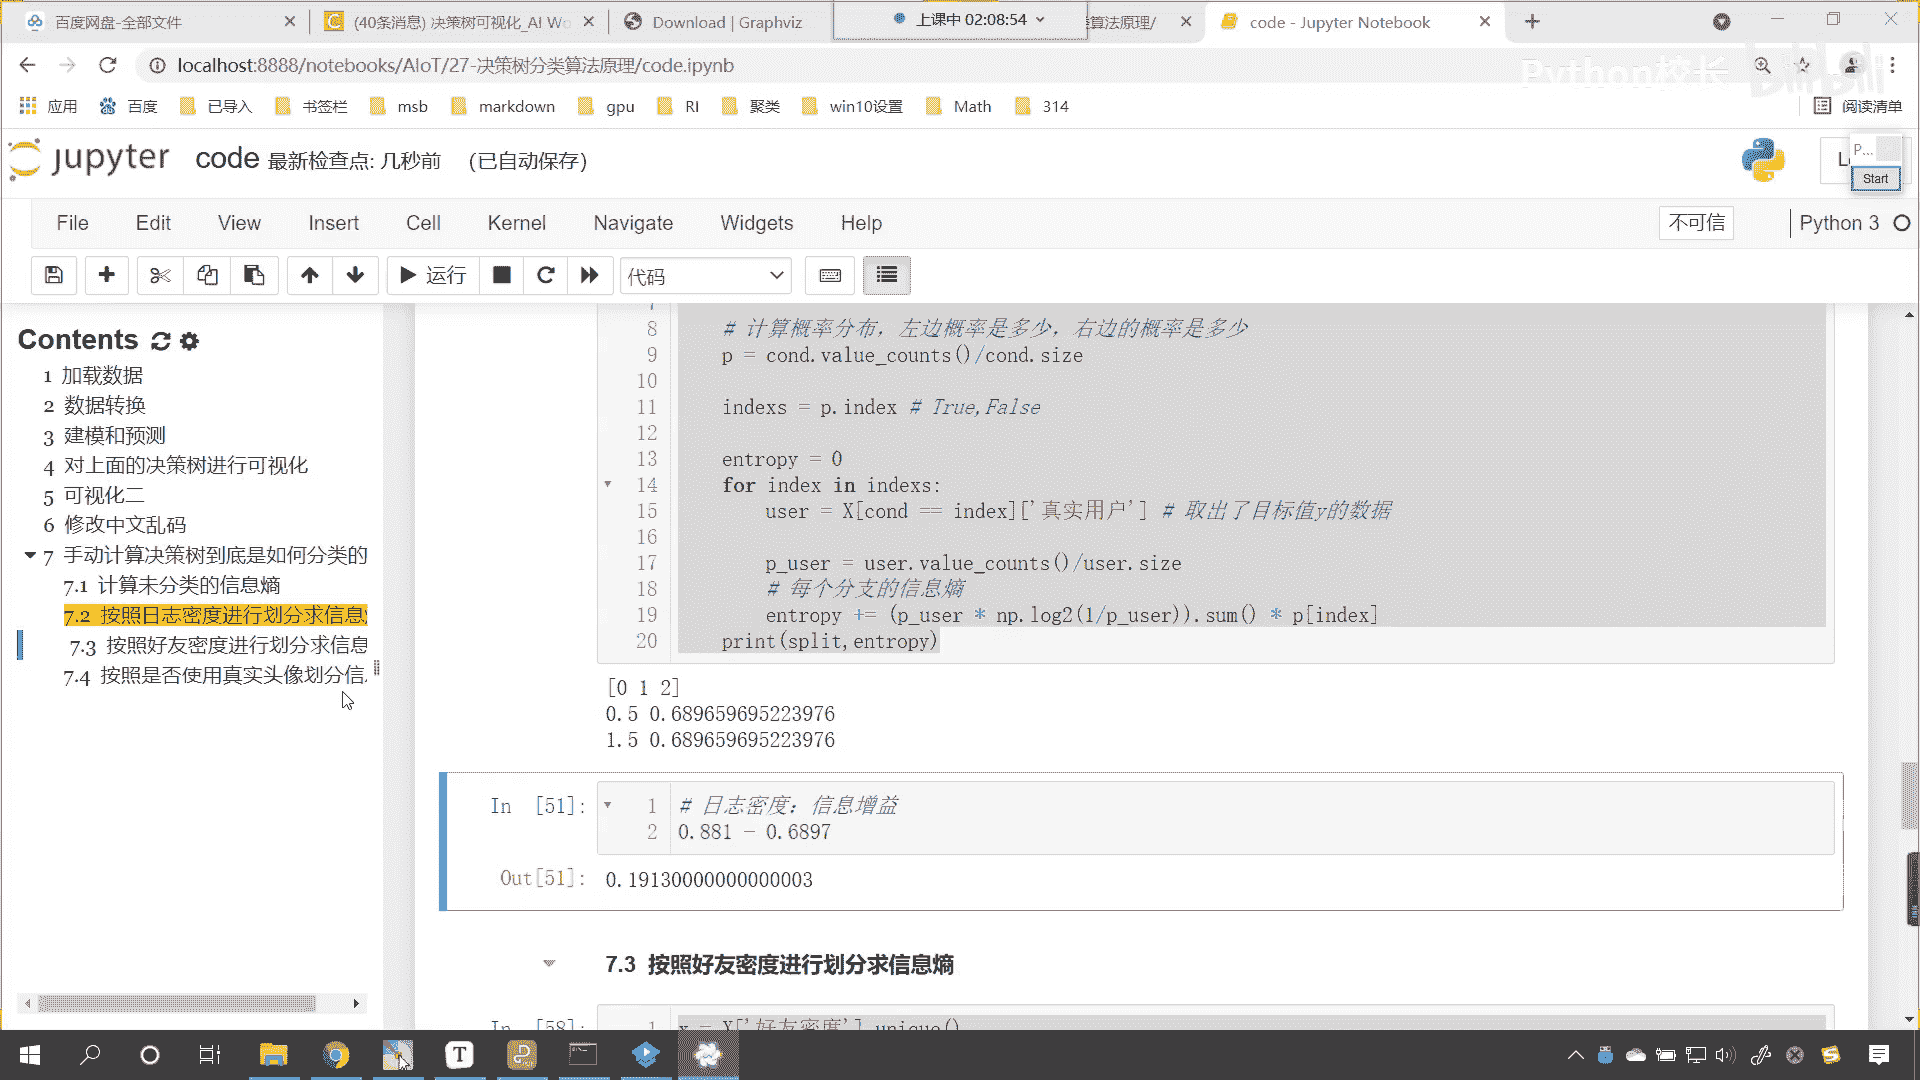 百度网盘-全部文件
(40条消息) 决策树可视化_AI Wo
Download | Graphviz
上课中 02:08:54
算法原理/
code - Jupyter Notebook
localhost:8888/notebooks/AIoT/27-决策树分类算法原理/code.ipynb
Python校长
bilibili
应用
百度
已导入
书签栏
msb
markdown
gpu
RI
聚类
win10设置
Math
314
阅读清单
jupyter
code 最新检查点: 几秒前 (已自动保存)
P...
Start
File Edit View Insert Cell Kernel Navigate Widgets Help
不可信
Python 3
运行
代码
Contents
1 加载数据
2 数据转换
3 建模和预测
4 对上面的决策树进行可视化
5 可视化二
6 修改中文乱码
7 手动计算决策树到底是如何分类的
7.1 计算未分类的信息熵
7.2 按照日志密度进行划分求信息
7.3 按照好友密度进行划分求信息
7.4 按照是否使用真实头像划分信
7
8 # 计算概率分布, 左边概率是多少, 右边的概率是多少
9 p = cond.value_counts()/cond.size
10
11 indexs = p.index # True,False
12
13 entropy = 0
14 for index in indexs:
15 user = X[cond == index]['真实用户'] # 取出了目标值y的数据
16
17 p_user = user.value_counts()/user.size
18 # 每个分支的信息熵
19 entropy += (p_user * np.log2(1/p_user)).sum() * p[index]
20 print(split,entropy)
[0 1 2]
0.5 0.689659695223976
1.5 0.689659695223976
In [51]:
1 # 日志密度: 信息增益
2 0.881 - 0.6897
Out[51]: 0.19130000000000003
7.3 按照好友密度进行划分求信息熵
In [58]: 1 x = X['好友密度'].unique()